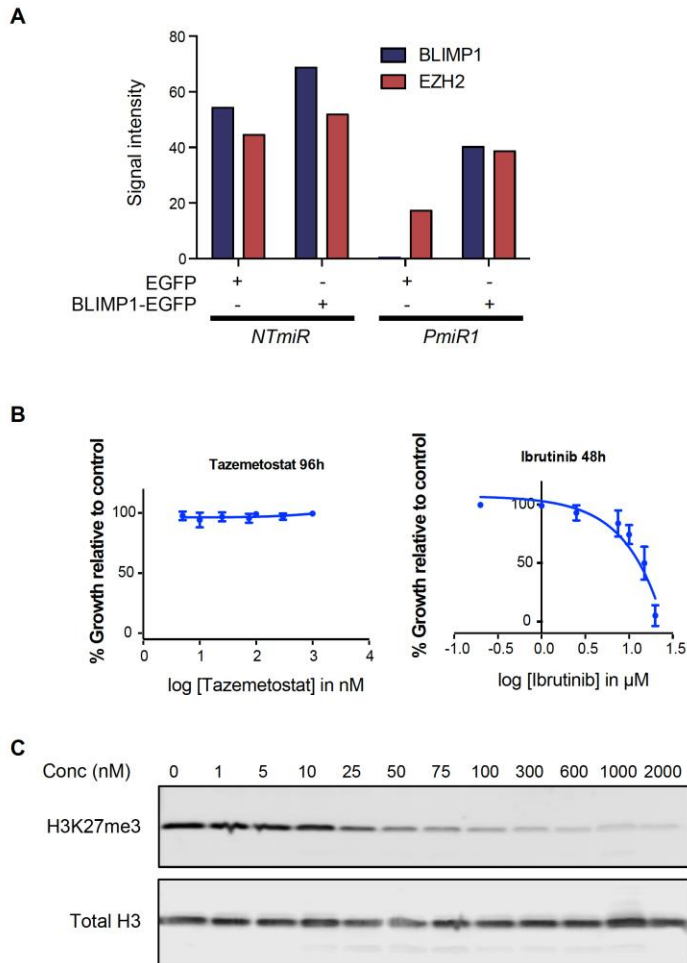 A
BLIMP1
EZH2
Signal intensity
80
60
40
20
0
EGFP + - + -
BLIMP1-EGFP - + - +
NTmiR PmiR1
B
Tazemetostat 96h
% Growth relative to control
100
50
0
0 1 2 3 4
log [Tazemetostat] in nM
Ibrutinib 48h
% Growth relative to control
100
50
0
-1.0 -0.5 0.0 0.5 1.0 1.5
log [Ibrutinib] in µM
C
Conc (nM) 0 1 5 10 25 50 75 100 300 600 1000 2000
H3K27me3
Total H3